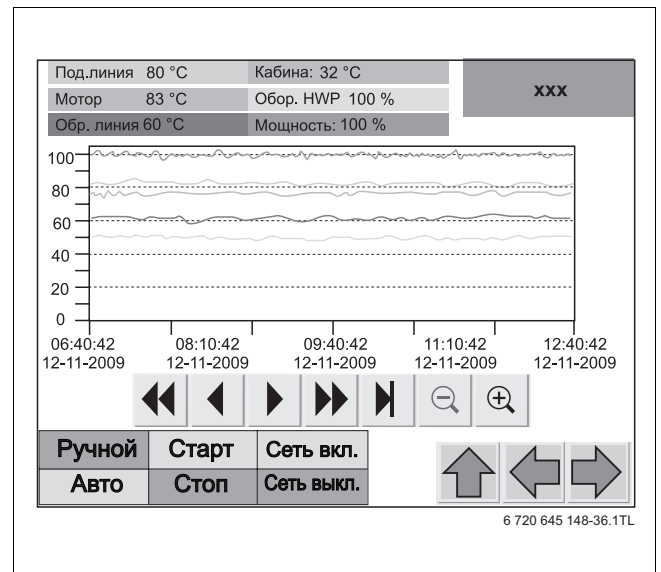 Под.линия 80 °C Кабина: 32 °C
xxx
Мотор 83 °C Обор. HWP 100 %
Обр. линия 60 °C Мощность: 100 %
100
80
60
40
20
0
06:40:42 08:10:42 09:40:42 11:10:42 12:40:42
12-11-2009 12-11-2009 12-11-2009 12-11-2009 12-11-2009
Ручной Старт Сеть вкл.
Авто Стоп Сеть выкл.
6 720 645 148-36.1TL